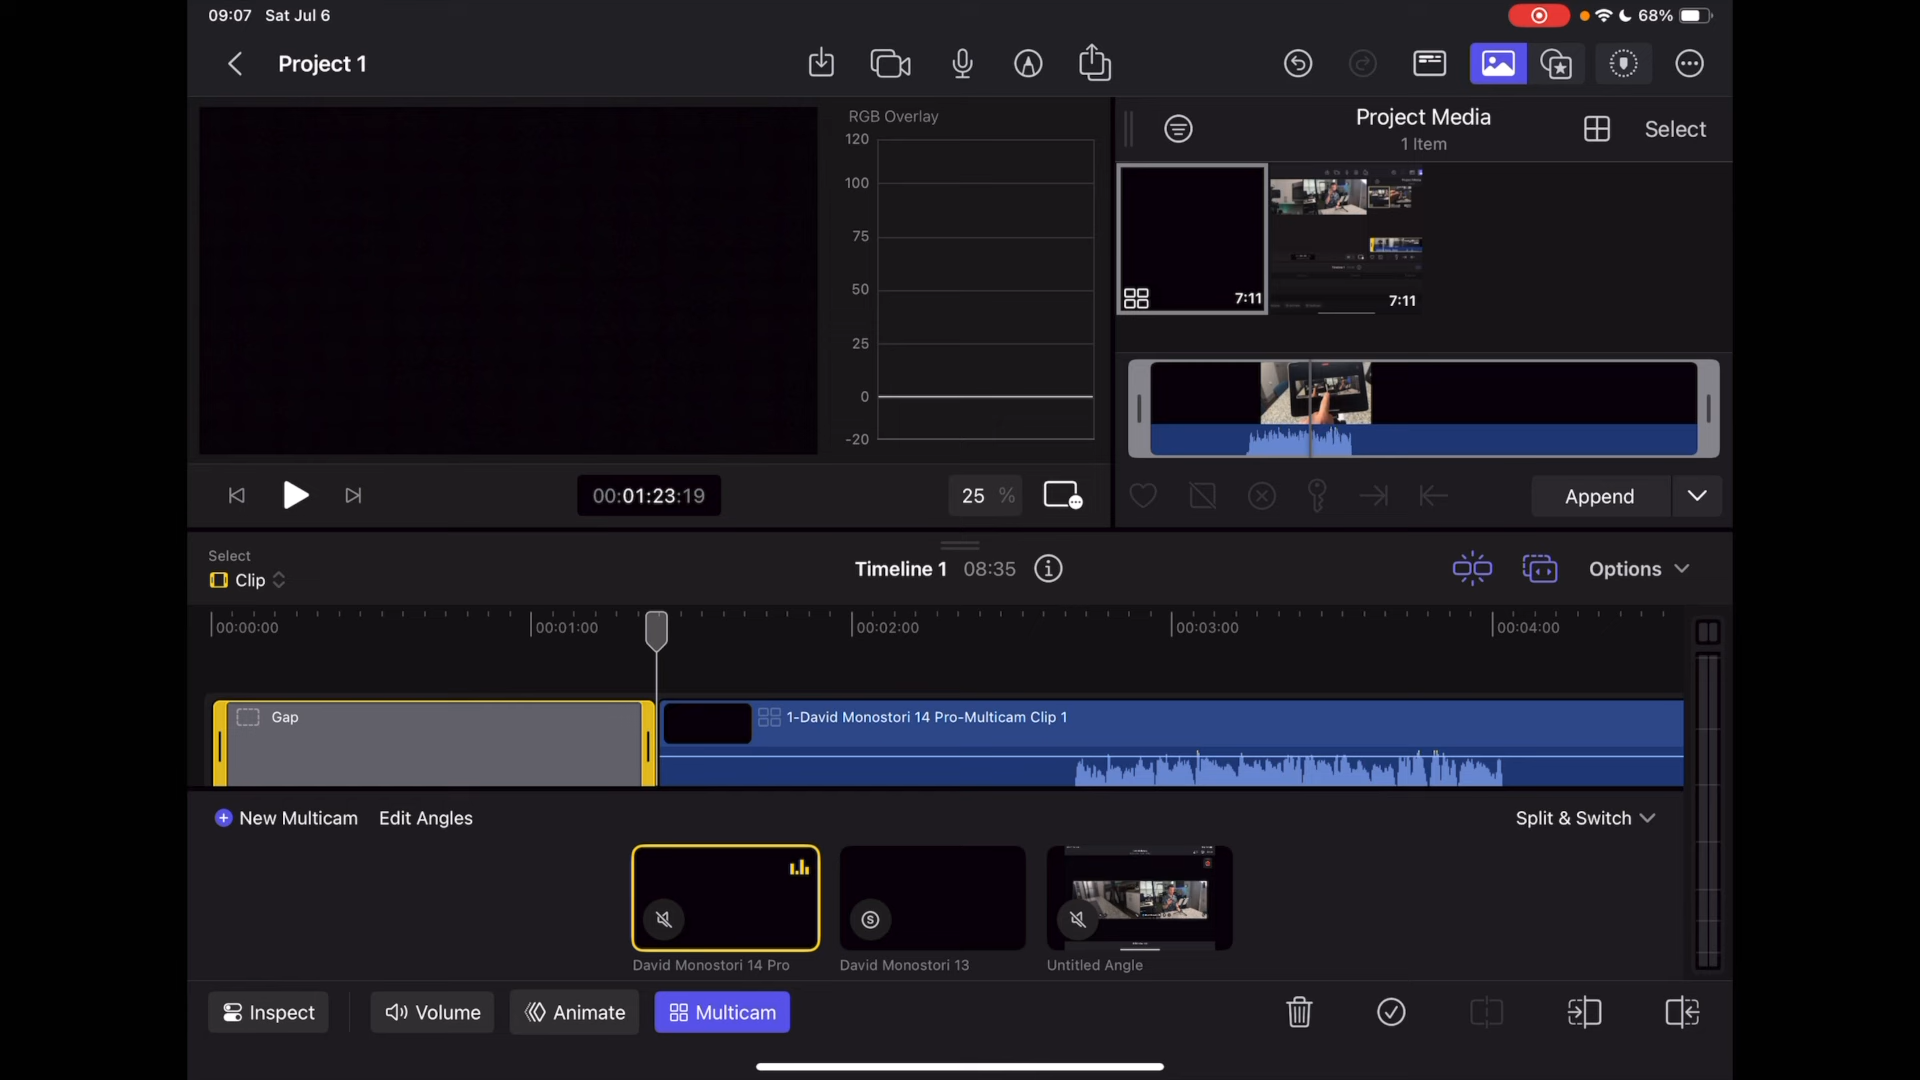 09:07 Sat Jul 6
68%
Project 1
RGB Overlay
120
100
75
50
25
0
-20
Project Media
1 Item
Select
7:11
7:11
00:01:23:19
25 %
Append
Select
Clip
Timeline 1 08:35
Options
00:00:00
00:01:00
00:02:00
00:03:00
00:04:00
Gap
1-David Monostori 14 Pro-Multicam Clip 1
New Multicam
Edit Angles
Split & Switch
S
David Monostori 14 Pro
David Monostori 13
Untitled Angle
Inspect
Volume
Animate
Multicam